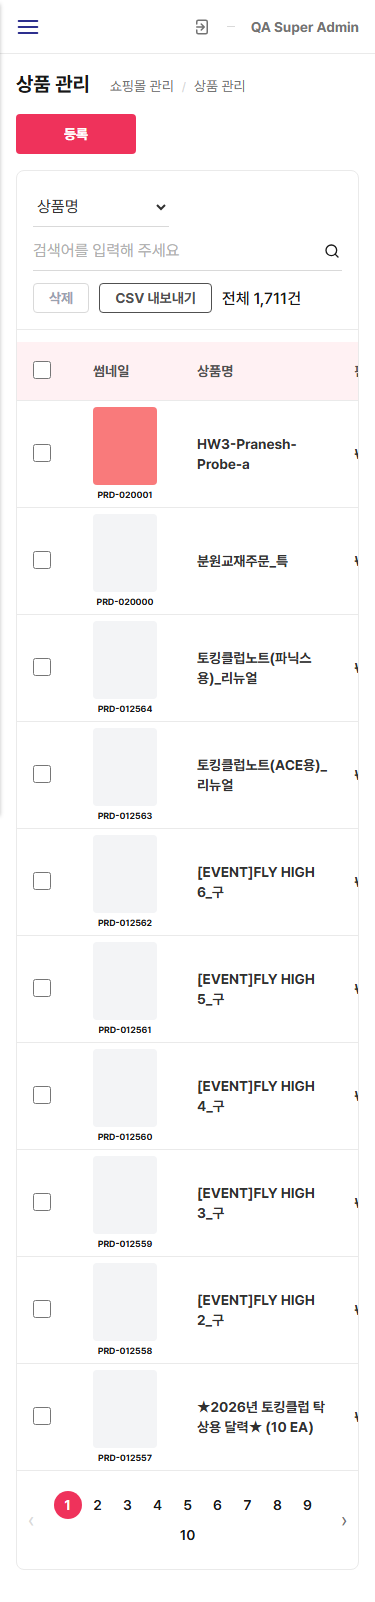 QA Super Admin
상품 관리
쇼핑몰 관리 / 상품 관리
등록
상품명
검색어를 입력해 주세요
삭제 CSV 내보내기 전체 1,711건
썸네일 상품명
HW3-Pranesh-
Probe-a
PRD-020001
분원교재주문_특
PRD-020000
토킹클럽노트(파닉스
용)_리뉴얼
PRD-012564
토킹클럽노트(ACE용)_
리뉴얼
PRD-012563
[EVENT]FLY HIGH
6_구
PRD-012562
[EVENT]FLY HIGH
5_구
PRD-012561
[EVENT]FLY HIGH
4_구
PRD-012560
[EVENT]FLY HIGH
3_구
PRD-012559
[EVENT]FLY HIGH
2_구
PRD-012558
★2026년 토킹클럽 탁
상용 달력★ (10 EA)
PRD-012557
‹ 1 2 3 4 5 6 7 8 9 ›
10